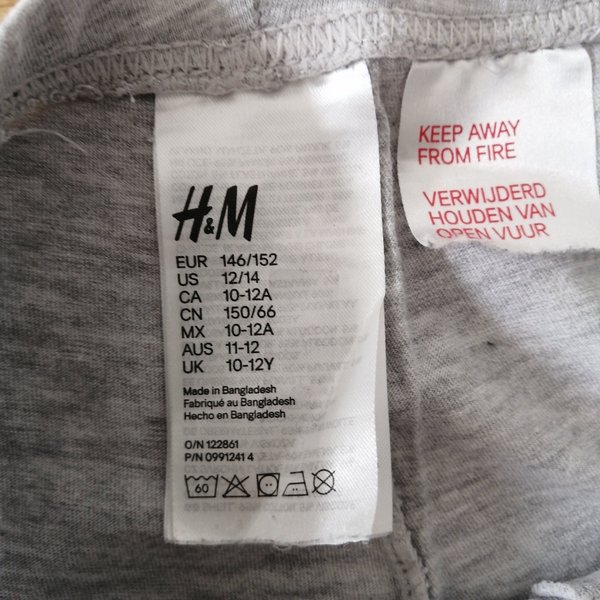 H&M
EUR 146/152
US 12/14
CA 10-12A
CN 150/66
MX 10-12A
AUS 11-12
UK 10-12Y
Made in Bangladesh
Fabriqué au Bangladesh
Hecho en Bangladesh
O/N 122861
P/N 0991241 4
60
KEEP AWAY
FROM FIRE
VERWIJDERD
HOUDEN VAN
OPEN VUUR